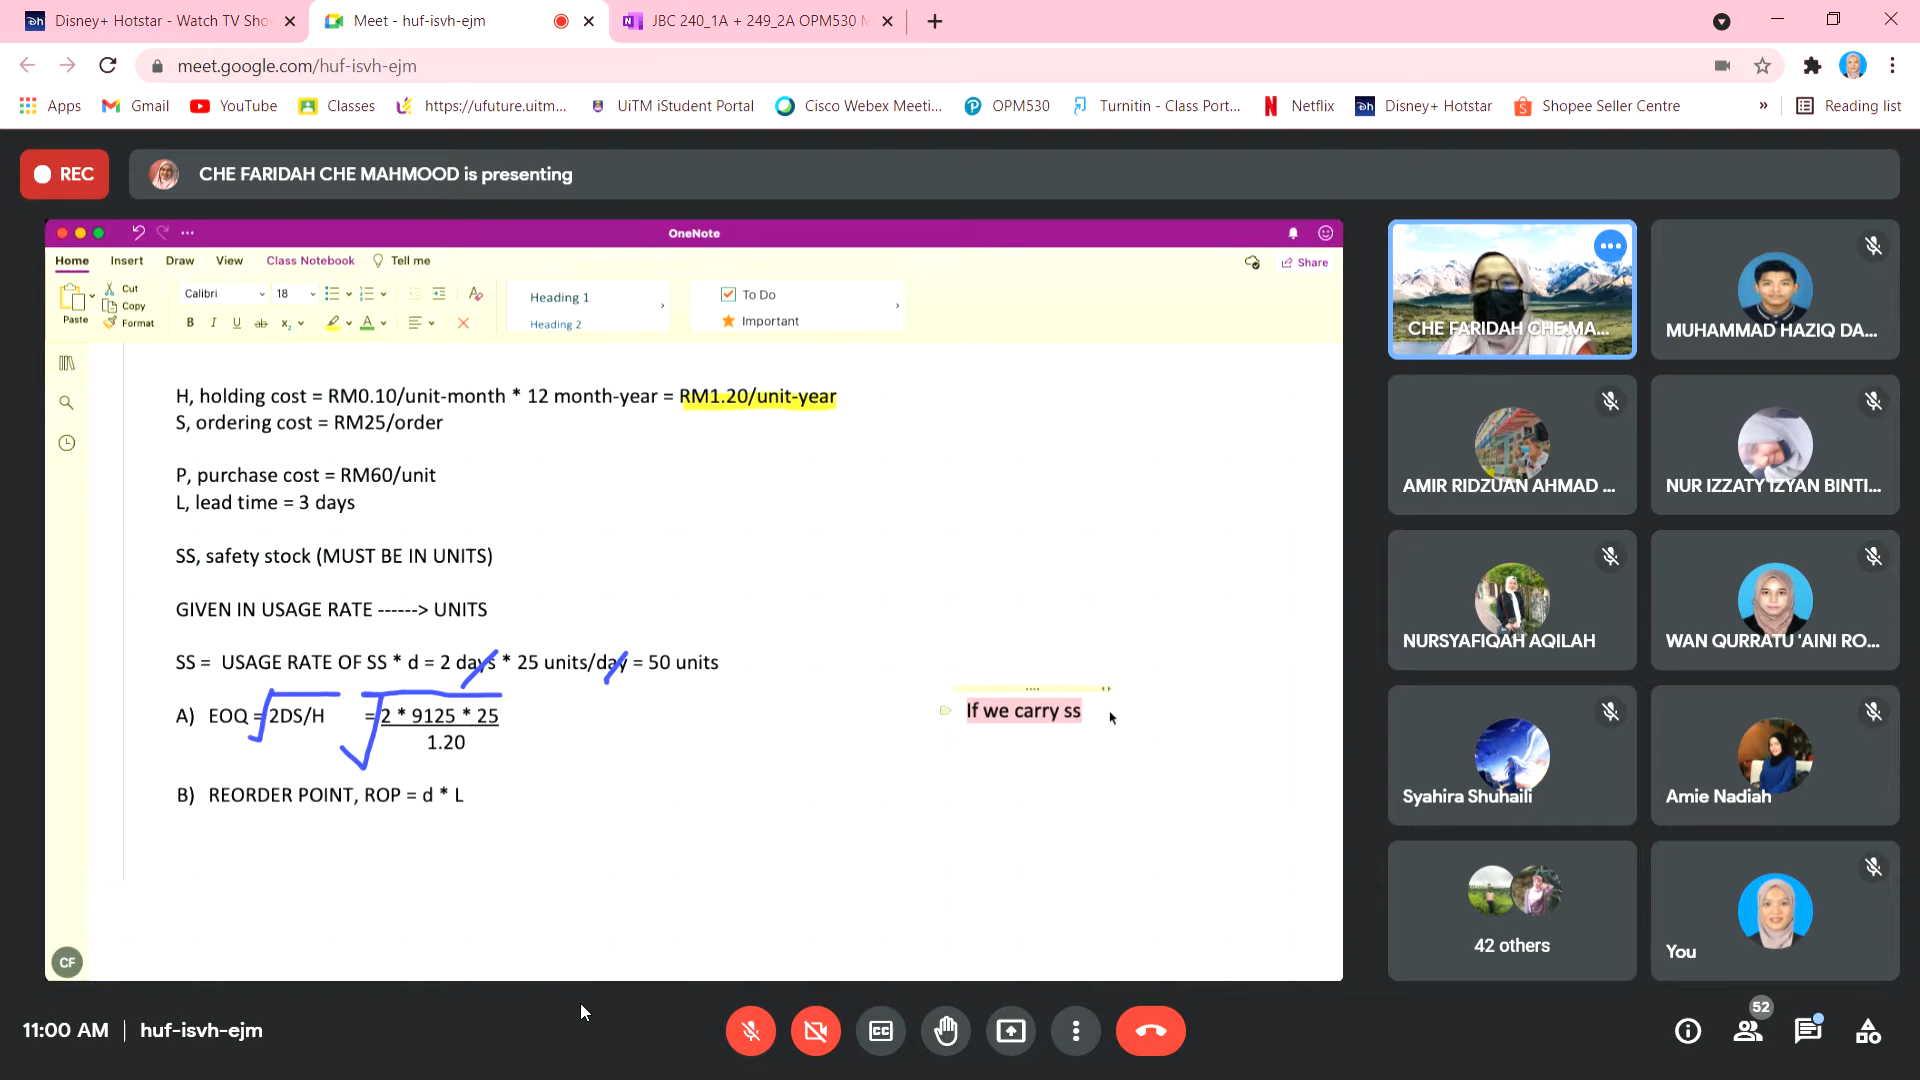 Disney+ Hotstar - Watch TV Sho
Meet - huf-isvh-ejm
JBC 240_1A + 249_2A OPM530 M
meet.google.com/huf-isvh-ejm
Apps
Gmail
YouTube
Classes
https://ufuture.uitm...
UiTM iStudent Portal
Cisco Webex Meeti...
OPM530
Turnitin - Class Port...
Netflix
Disney+ Hotstar
Shopee Seller Centre
»
Reading list
REC
CHE FARIDAH CHE MAHMOOD is presenting
OneNote
Home Insert Draw View Class Notebook Tell me
Share
Paste
Cut
Copy
Format
Calibri 18
B I U ab x₂ A
Heading 1
Heading 2
To Do
Important
H, holding cost = RM0.10/unit-month * 12 month-year = RM1.20/unit-year
S, ordering cost = RM25/order
P, purchase cost = RM60/unit
L, lead time = 3 days
SS, safety stock (MUST BE IN UNITS)
GIVEN IN USAGE RATE ------> UNITS
SS = USAGE RATE OF SS * d = 2 days * 25 units/day = 50 units
A) EOQ = √2DS/H = √2 * 9125 * 25
1.20
B) REORDER POINT, ROP = d * L
If we carry ss
CF
CHE FARIDAH CHE MA...
MUHAMMAD HAZIQ DA...
AMIR RIDZUAN AHMAD ...
NUR IZZATY IZYAN BINTI...
NURSYAFIQAH AQILAH
WAN QURRATU 'AINI RO...
Syahira Shuhaili
Amie Nadiah
42 others
You
11:00 AM | huf-isvh-ejm
CC
52